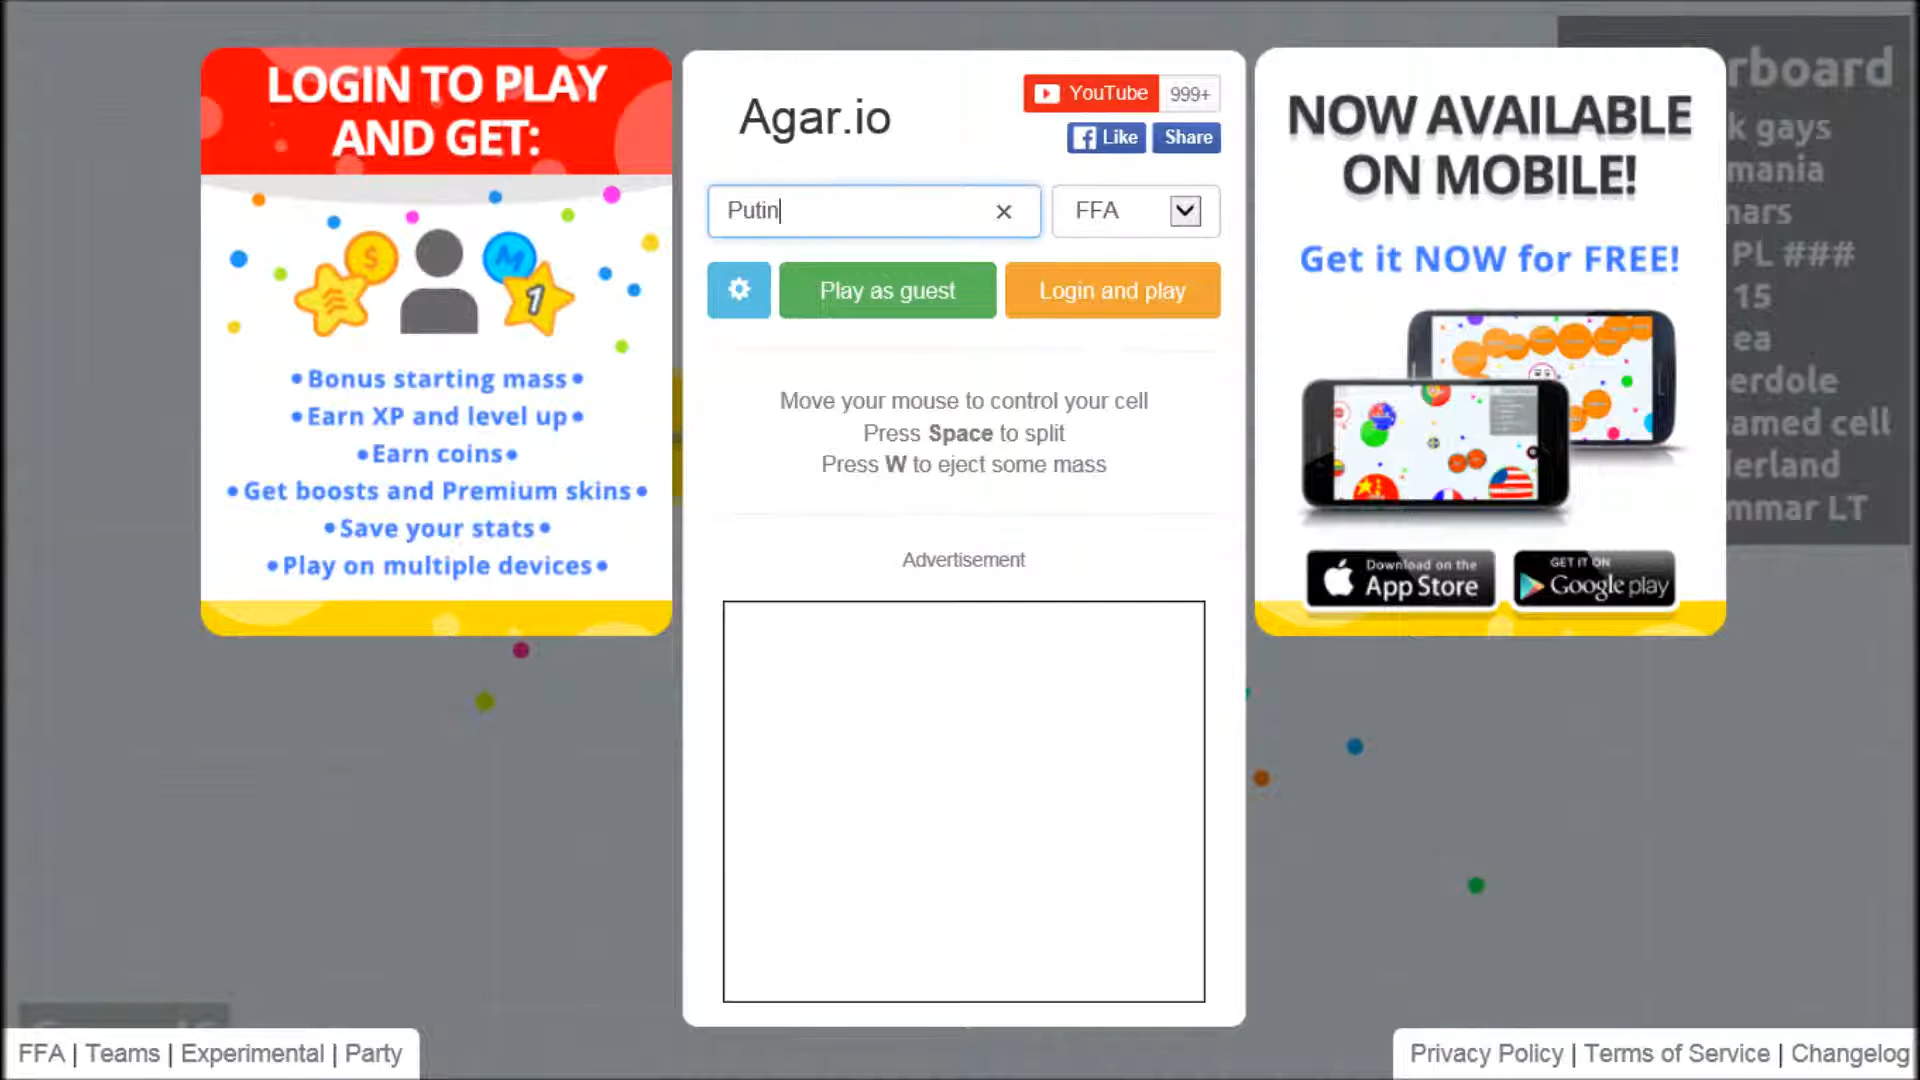 LOGIN TO PLAY
AND GET:
•Bonus starting mass•
•Earn XP and level up•
•Earn coins•
•Get boosts and Premium skins•
•Save your stats•
•Play on multiple devices•
Agar.io
YouTube 999+
Like Share
Putin
FFA
Play as guest
Login and play
Move your mouse to control your cell
Press Space to split
Press W to eject some mass
Advertisement
NOW AVAILABLE
ON MOBILE!
Get it NOW for FREE!
Download on the
App Store
GET IT ON
Google play
rboard
k gays
mania
mars
PL ###
15
ea
erdole
amed cell
lerland
mmar LT
FFA | Teams | Experimental | Party
Privacy Policy | Terms of Service | Changelog